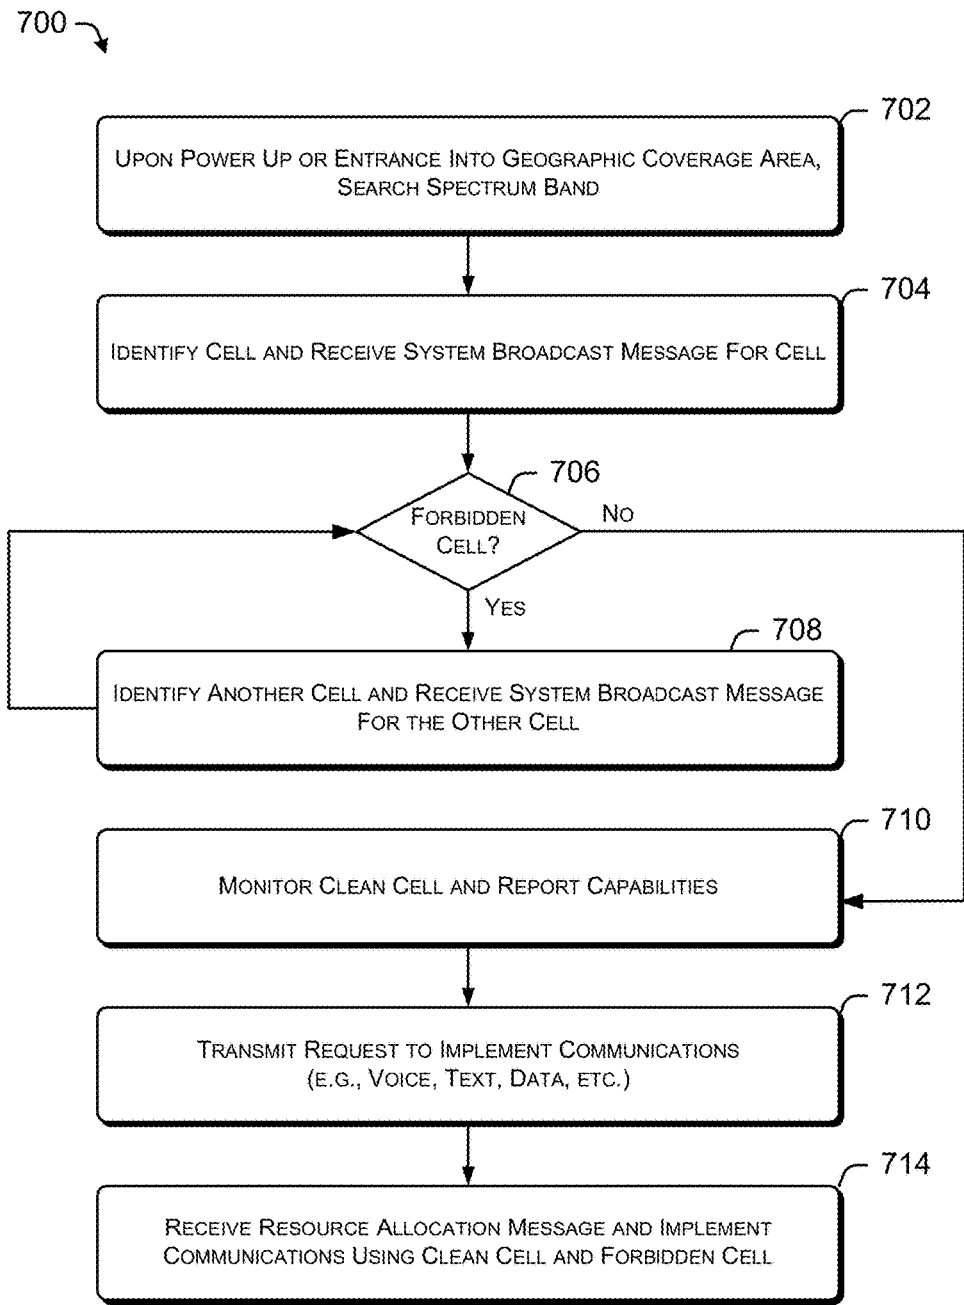 700
702
UPON POWER UP OR ENTRANCE INTO GEOGRAPHIC COVERAGE AREA,
SEARCH SPECTRUM BAND
704
IDENTIFY CELL AND RECEIVE SYSTEM BROADCAST MESSAGE FOR CELL
706
FORBIDDEN
CELL?
NO
YES
708
IDENTIFY ANOTHER CELL AND RECEIVE SYSTEM BROADCAST MESSAGE
FOR THE OTHER CELL
710
MONITOR CLEAN CELL AND REPORT CAPABILITIES
712
TRANSMIT REQUEST TO IMPLEMENT COMMUNICATIONS
(E.G., VOICE, TEXT, DATA, ETC.)
714
RECEIVE RESOURCE ALLOCATION MESSAGE AND IMPLEMENT
COMMUNICATIONS USING CLEAN CELL AND FORBIDDEN CELL